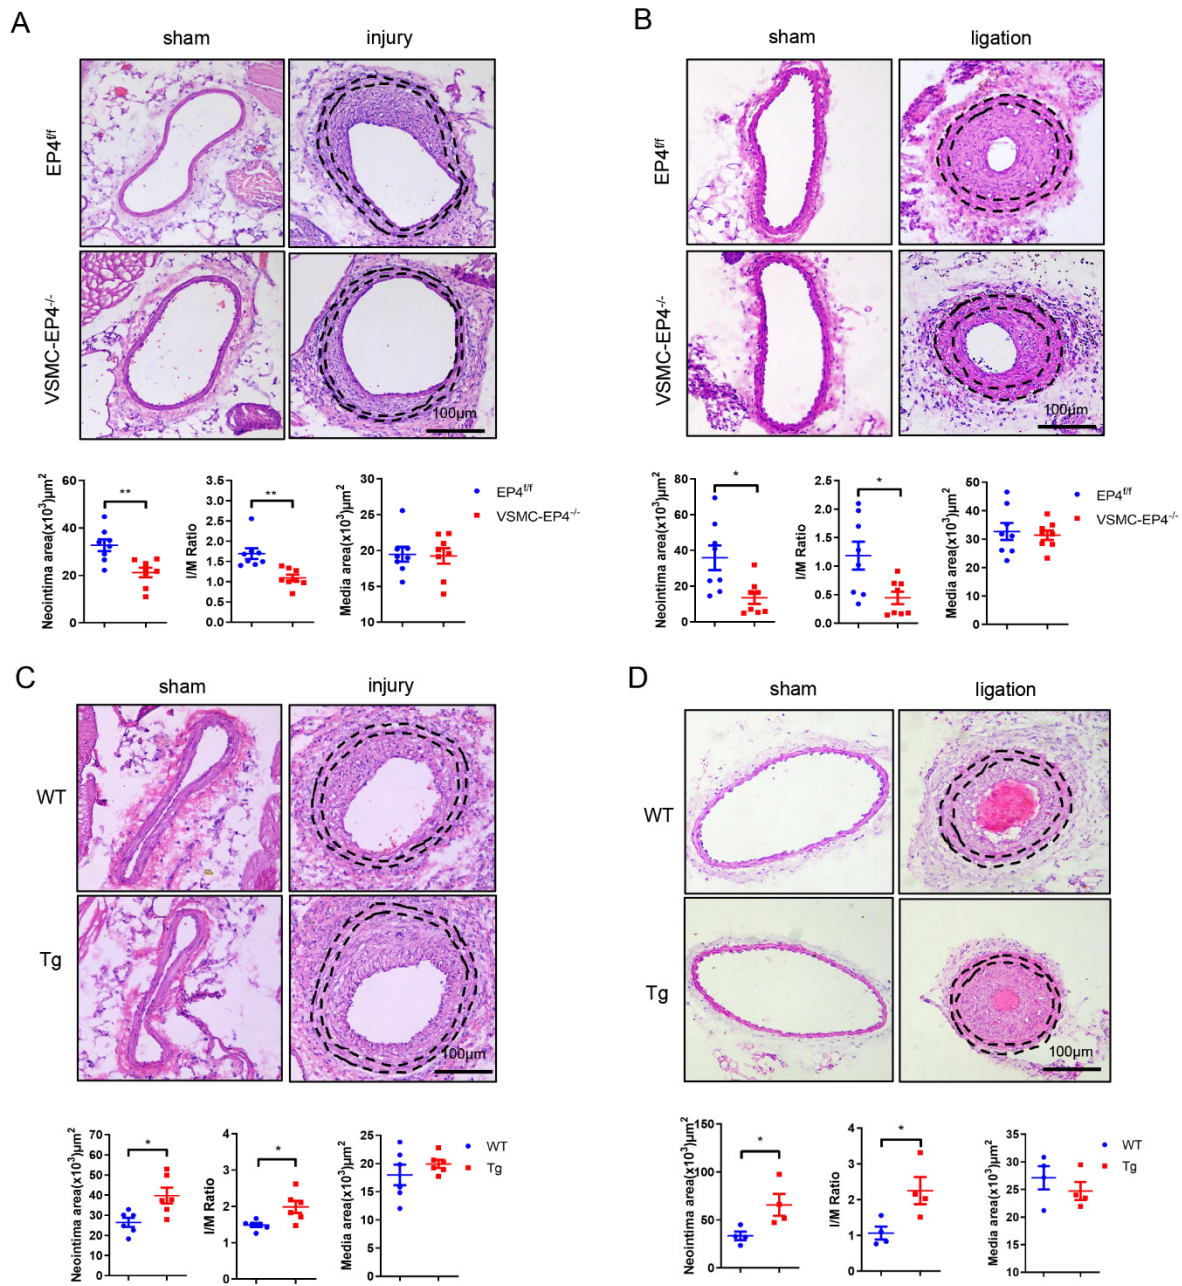 A
sham
injury
EP4f/f
VSMC-EP4-/-
100µm
Neointima area(x10³)µm²
60
40
20
0
**
I/M Ratio
3.5
3.0
2.5
2.0
1.5
1.0
0.5
0.0
**
Media area(x10³)µm²
30
25
20
15
10
EP4f/f
VSMC-EP4-/-
B
sham
ligation
EP4f/f
VSMC-EP4-/-
100µm
Neointima area(x10³)µm²
80
60
40
20
0
*
I/M Ratio
2.5
2.0
1.5
1.0
0.5
0.0
*
Media area(x10³)µm²
50
40
30
20
10
0
EP4f/f
VSMC-EP4-/-
C
sham
injury
WT
Tg
100µm
Neointima area(x10³)µm²
70
60
50
40
30
20
10
0
*
I/M Ratio
4
3
2
1
0
*
Media area(x10³)µm²
25
20
15
10
5
0
WT
Tg
D
sham
ligation
WT
Tg
100µm
Neointima area(x10³)µm²
100
50
0
*
I/M Ratio
4
3
2
1
0
*
Media area(x10³)µm²
35
30
25
20
15
10
WT
Tg